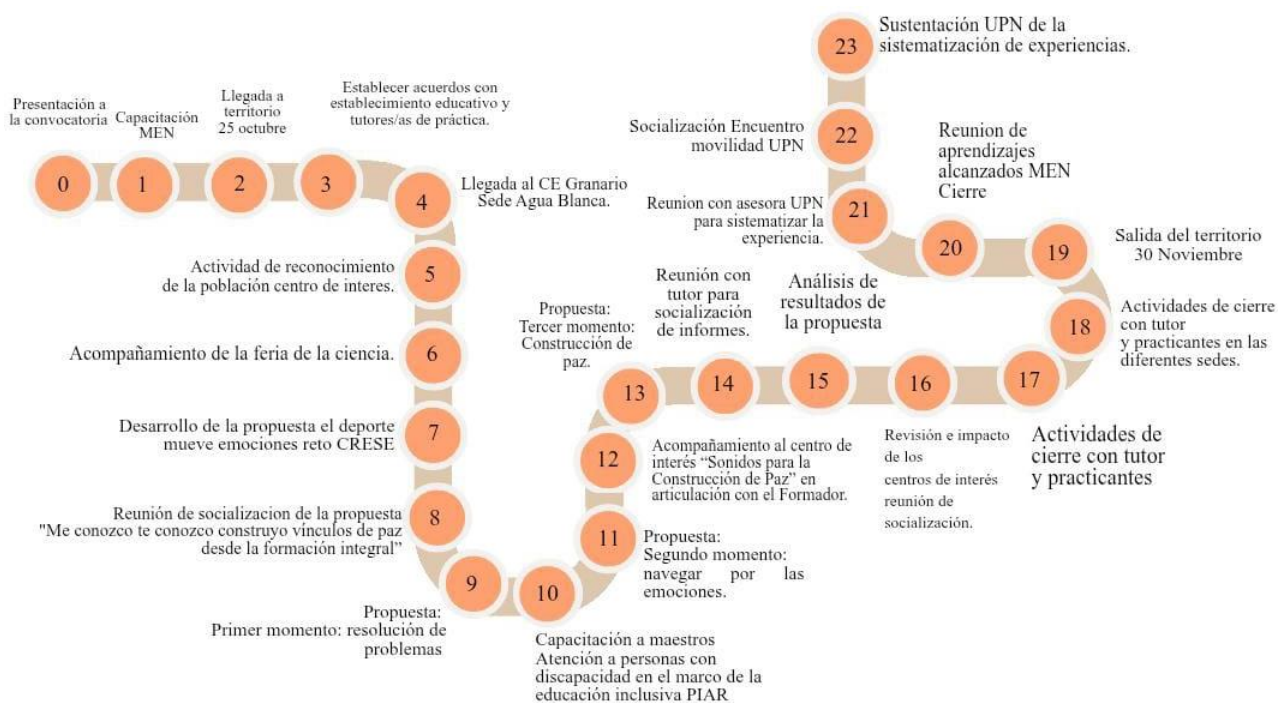 0
Presentación a
la convocatoria
1
Capacitación
MEN
2
Llegada a
territorio
25 octubre
3
Establecer acuerdos con
establecimiento educativo y
tutores/as de práctica.
4
Llegada al CE Granario
Sede Agua Blanca.
5
Actividad de reconocimiento
de la población centro de interes.
6
Acompañamiento de la feria de la ciencia.
7
Desarrollo de la propuesta el deporte
mueve emociones reto CRESE
8
Reunión de socializacion de la propuesta
"Me conozco te conozco construyo vínculos de paz
desde la formación integral”
9
Propuesta:
Primer momento: resolución de
problemas
10
Capacitación a maestros
Atención a personas con
discapacidad en el marco de la
educación inclusiva PIAR
11
Propuesta:
Segundo momento:
navegar por las
emociones.
12
Acompañamiento al centro de
interés “Sonidos para la
Construcción de Paz” en
articulación con el Formador.
13
Propuesta:
Tercer momento:
Construcción de
paz.
14
Reunión con
tutor para
socialización
de informes.
15
Análisis de
resultados de
la propuesta
16
Revisión e impacto
de los
centros de interés
reunión de
socialización.
17
Actividades de
cierre con tutor
y practicantes
18
Actividades de cierre
con tutor
y practicantes en las
diferentes sedes.
19
Salida del territorio
30 Noviembre
20
Reunion de
aprendizajes
alcanzados MEN
Cierre
21
Reunion con asesora UPN
para sistematizar la
experiencia.
22
Socialización Encuentro
movilidad UPN
23
Sustentación UPN de la
sistematización de experiencias.